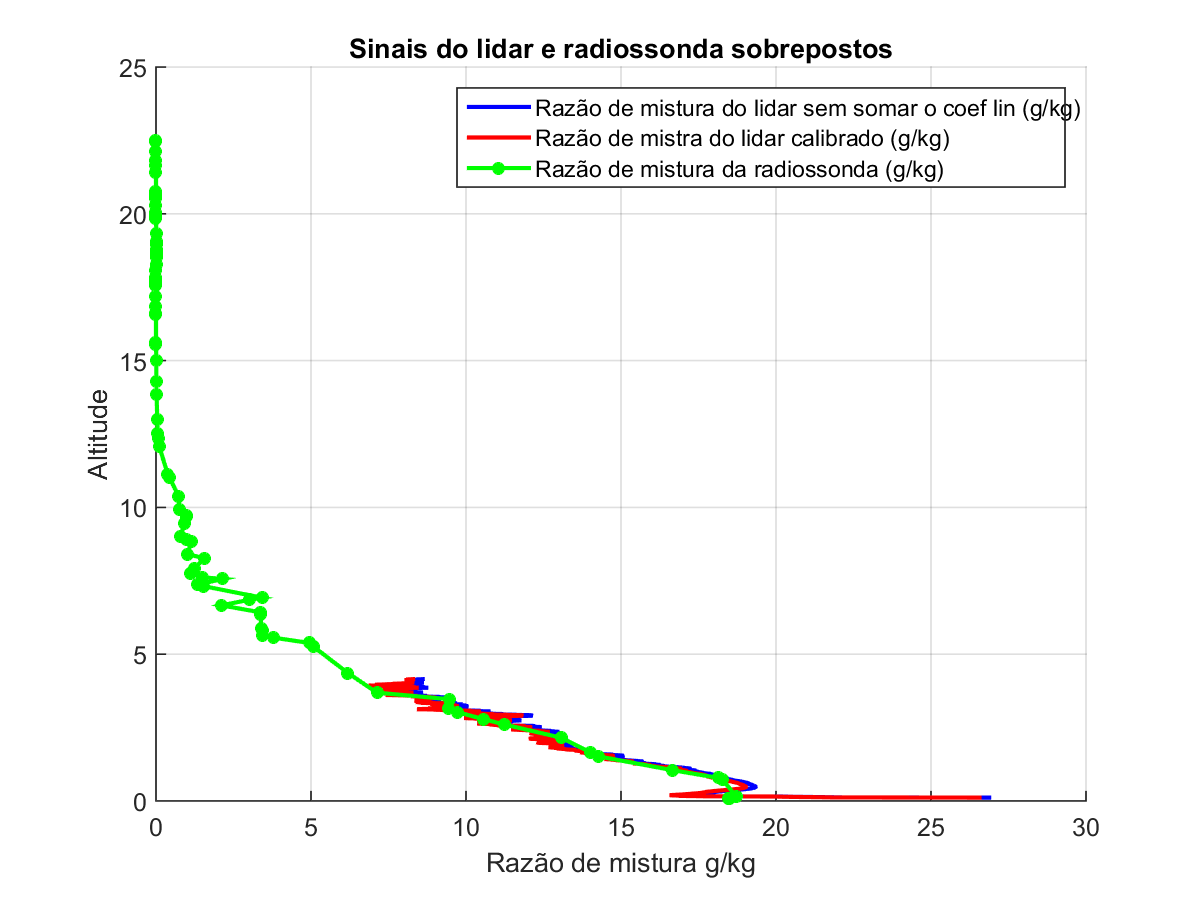 Sinais do lidar e radiossonda sobrepostos
25
20
15
10
5
0
Altitude
Razão de mistura do lidar sem somar o coef lin (g/kg)
Razão de mistra do lidar calibrado (g/kg)
Razão de mistura da radiossonda (g/kg)
0 5 10 15 20 25 30
Razão de mistura g/kg